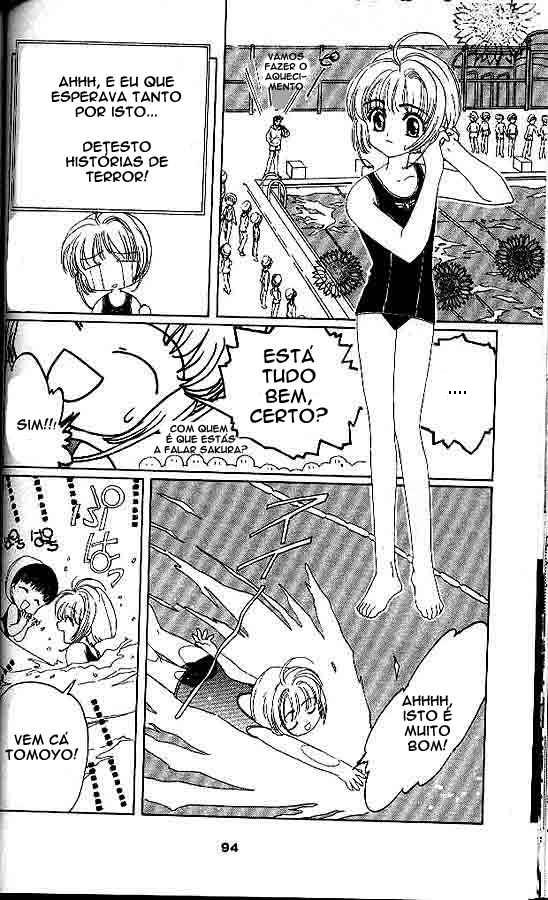 AHHH, E EU QUE
ESPERAVA TANTO
POR ISTO...
DETESTO
HISTÓRIAS DE
TERROR!
VAMOS
FAZER O
AQUECI-
MENTO
SIM!!!
COM QUEM
É QUE ESTÁS
A FALAR SAKURA?
ESTÁ
TUDO
BEM,
CERTO?
....
VEM CÁ
TOMOYO!
AHHHH,
ISTO É
MUITO
BOM!
94